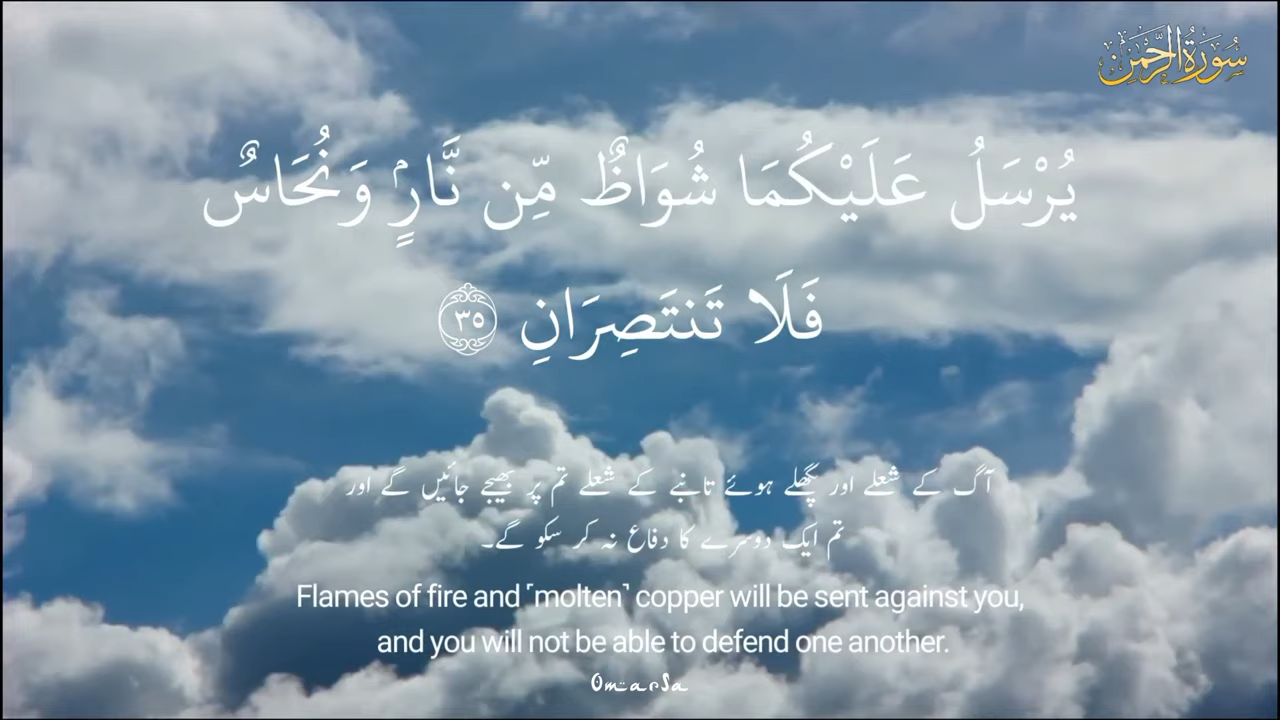 سُورَةُ الرَّحْمٰن
يُرْسَلُ عَلَيْكُمَا شُوَاظٌ مِّن نَّارٍۢ وَنُحَاسٌ
فَلَا تَنتَصِرَانِ ٣٥
آگ کے شعلے اور پگھلے ہوئے تانبے کے شعلے تم پر بھیجے جائیں گے اور
تم ایک دوسرے کا دفاع نہ کر سکو گے۔
Flames of fire and ˹molten˺ copper will be sent against you,
and you will not be able to defend one another.
OmarSa